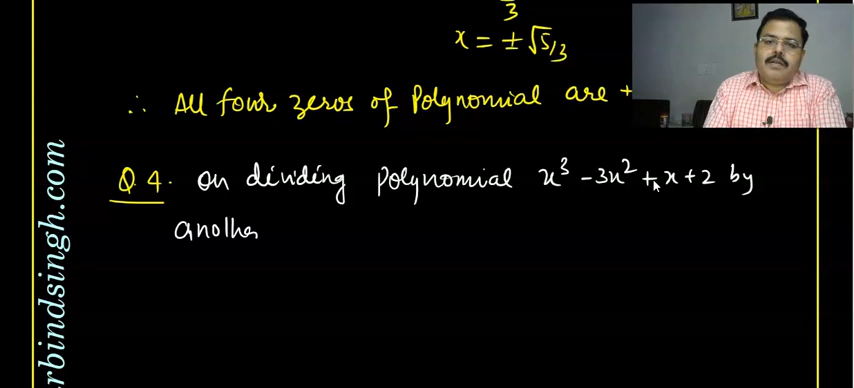 3
x = ± √5/3
∴ All four zeros of Polynomial are +
Q.4. on dividing polynomial x³ - 3x² + x + 2 by
another
rbindsingh.com